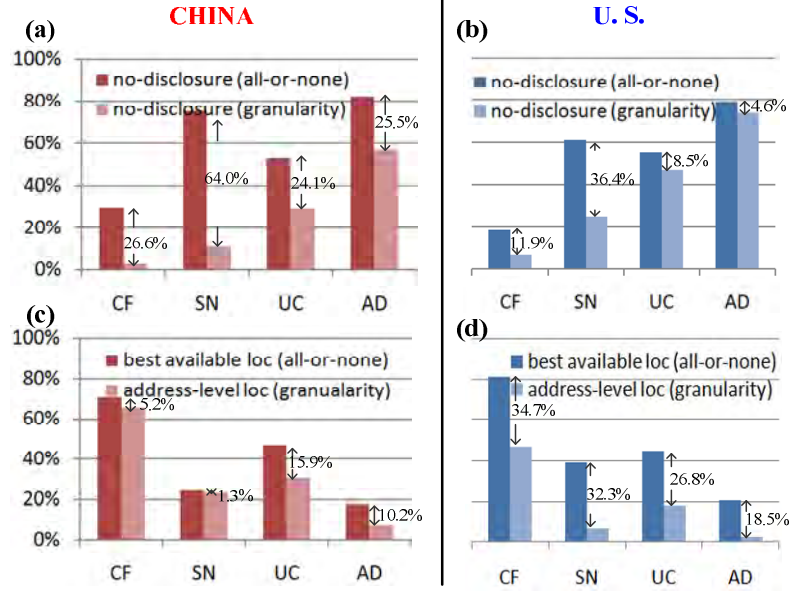 CHINA
U. S.
(a)
100%
80%
60%
40%
20%
0%
no-disclosure (all-or-none)
no-disclosure (granularity)
26.6%
64.0%
24.1%
25.5%
CF
SN
UC
AD
(b)
no-disclosure (all-or-none)
no-disclosure (granularity)
11.9%
36.4%
8.5%
4.6%
CF
SN
UC
AD
(c)
100%
80%
60%
40%
20%
0%
best available loc (all-or-none)
address-level loc (granualarity)
5.2%
1.3%
15.9%
10.2%
CF
SN
UC
AD
(d)
best available loc (all-or-none)
address-level loc (granularity)
34.7%
32.3%
26.8%
18.5%
CF
SN
UC
AD